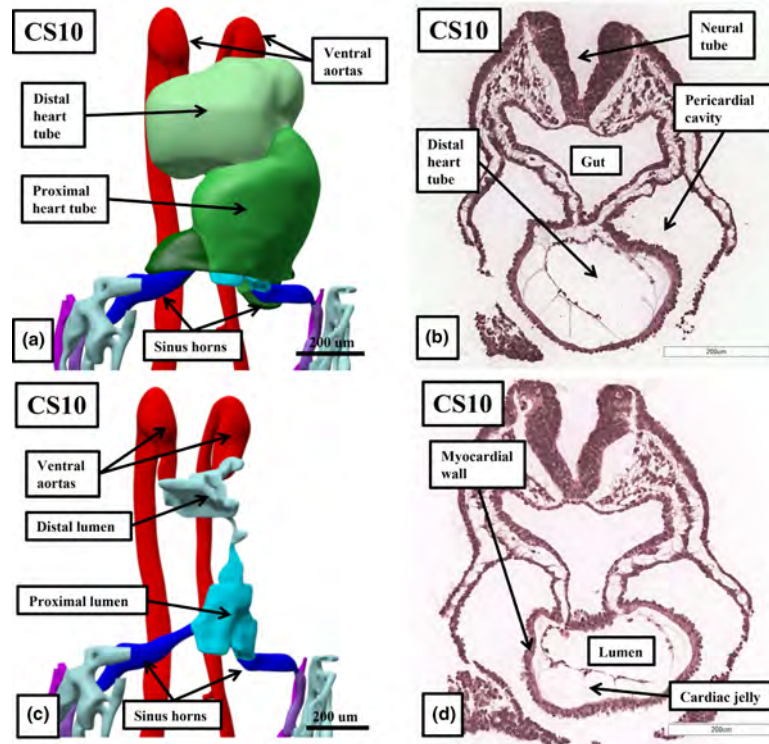 CS10
Ventral
aortas
Distal
heart
tube
Proximal
heart tube
Sinus horns
(a)
200 um
CS10
Neural
tube
Pericardial
cavity
Distal
heart
tube
Gut
(b)
200um
CS10
Ventral
aortas
Distal lumen
Proximal lumen
Sinus horns
(c)
200 um
CS10
Myocardial
wall
Lumen
Cardiac jelly
(d)
200um